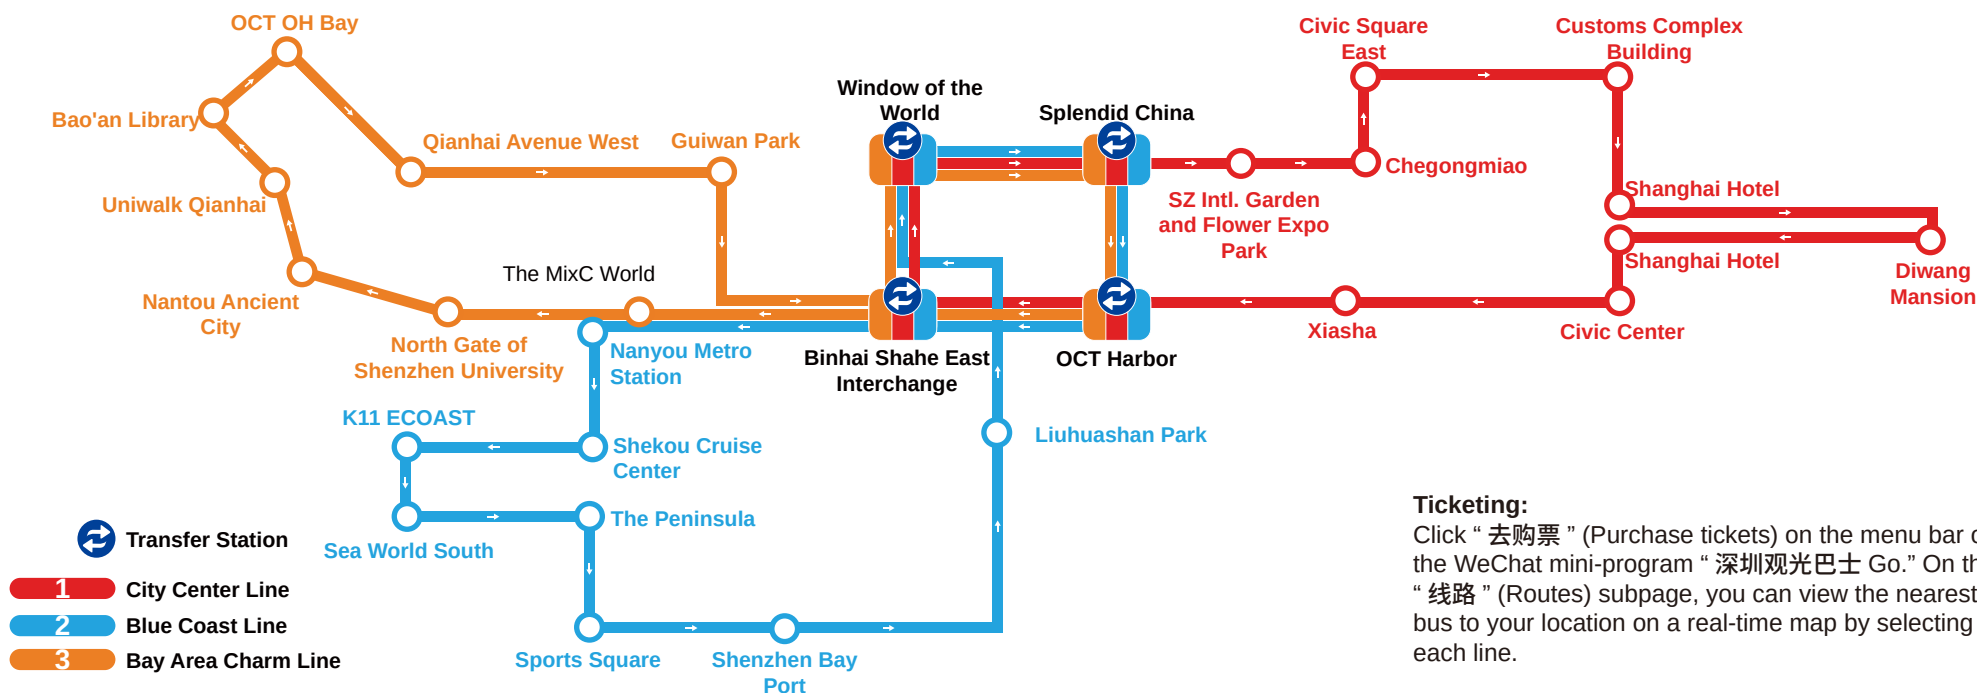 OCT OH Bay
Civic Square
East
Customs Complex
Building
Window of the
World
Splendid China
Bao'an Library
Qianhai Avenue West
Guiwan Park
Chegongmiao
Uniwalk Qianhai
SZ Intl. Garden
and Flower Expo
Park
Shanghai Hotel
Shanghai Hotel
Diwang
Mansion
The MixC World
Nantou Ancient
City
North Gate of
Shenzhen University
Nanyou Metro
Station
Binhai Shahe East
Interchange
OCT Harbor
Xiasha
Civic Center
K11 ECOAST
Shekou Cruise
Center
Liuhuashan Park
Sea World South
The Peninsula
Sports Square
Shenzhen Bay
Port
Transfer Station
1 City Center Line
2 Blue Coast Line
3 Bay Area Charm Line
Ticketing:
Click “ 去购票 ” (Purchase tickets) on the menu bar
the WeChat mini-program “ 深圳观光巴士 Go.” On
“ 线路 ” (Routes) subpage, you can view the nearest
bus to your location on a real-time map by selecting
each line.